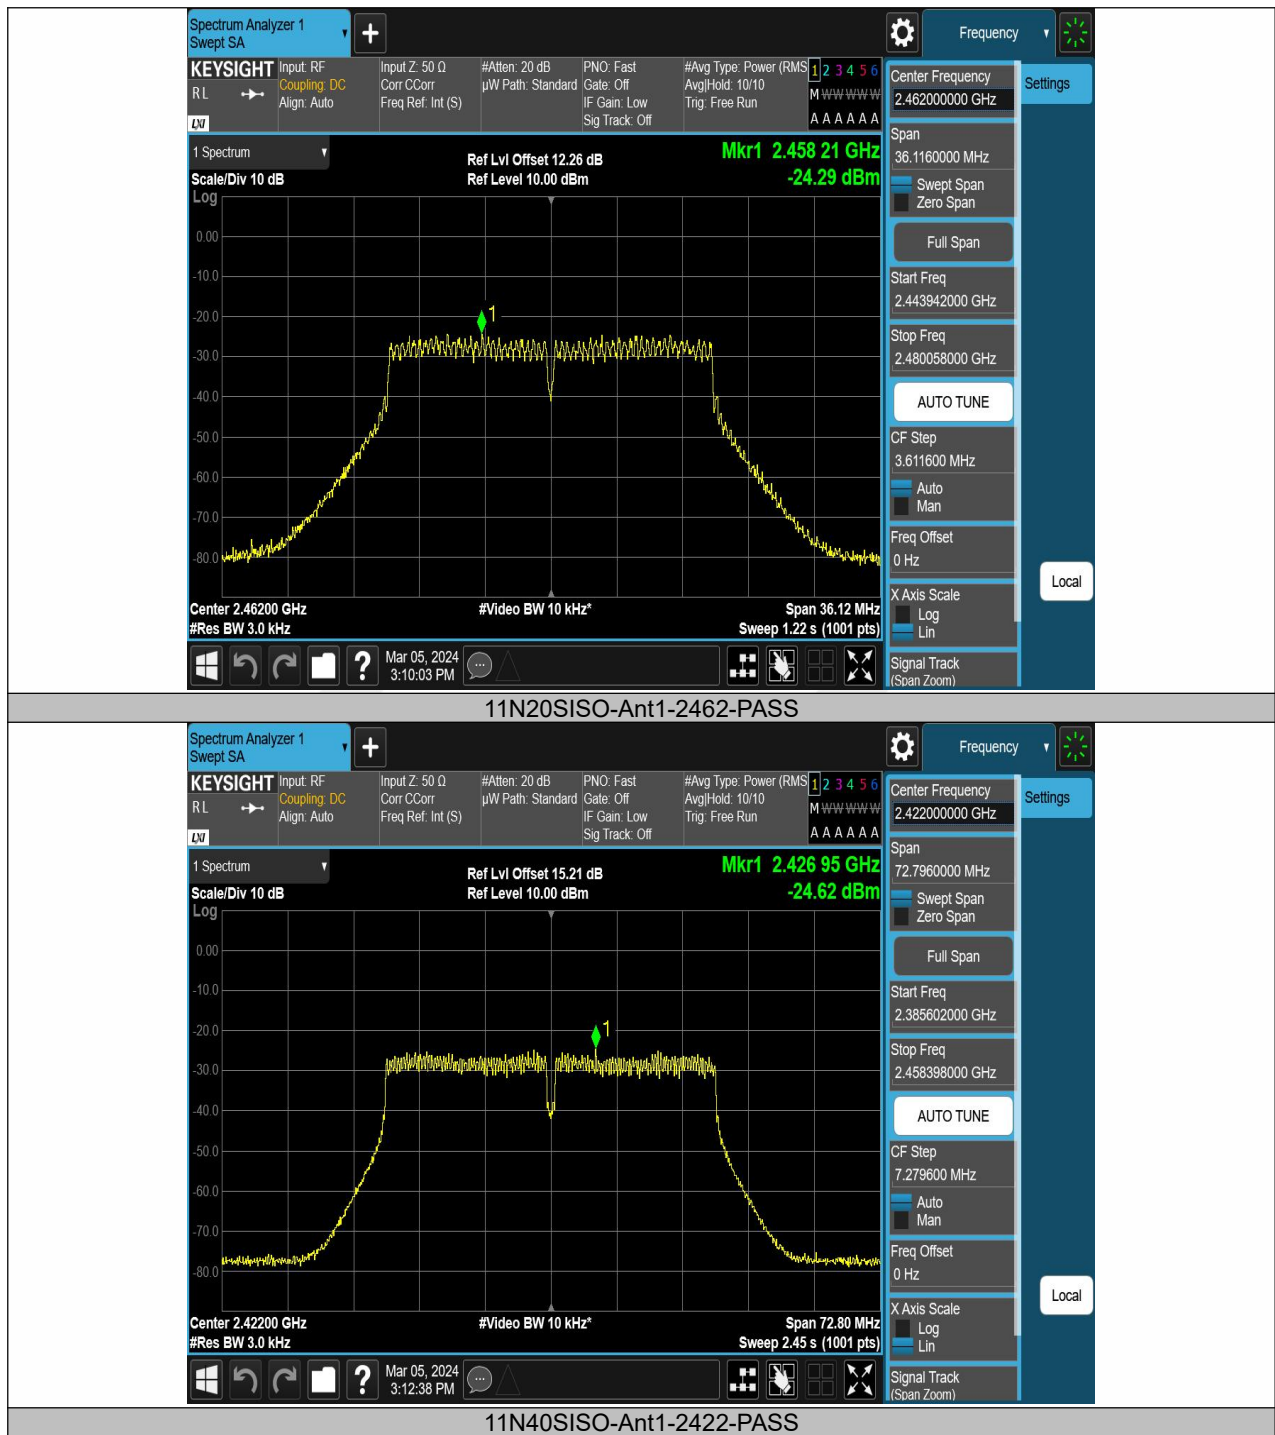 Spectrum Analyzer 1
Swept SA
Frequency
KEYSIGHT
R L
LXI
Input: RF
Coupling: DC
Align: Auto
Input Z: 50 Ω
Corr CCorr
Freq Ref: Int (S)
#Atten: 20 dB
µW Path: Standard
PNO: Fast
Gate: Off
IF Gain: Low
Sig Track: Off
#Avg Type: Power (RMS
Avg|Hold: 10/10
Trig: Free Run
1 2 3 4 5 6
M W W W W W
A A A A A A
1 Spectrum
Scale/Div 10 dB
Log
Ref Lvl Offset 12.26 dB
Ref Level 10.00 dBm
Mkr1 2.458 21 GHz
-24.29 dBm
0.00
-10.0
-20.0
-30.0
-40.0
-50.0
-60.0
-70.0
-80.0
1
Center 2.46200 GHz
#Res BW 3.0 kHz
#Video BW 10 kHz*
Span 36.12 MHz
Sweep 1.22 s (1001 pts)
Mar 05, 2024
3:10:03 PM
Center Frequency
2.462000000 GHz
Span
36.1160000 MHz
Swept Span
Zero Span
Full Span
Start Freq
2.443942000 GHz
Stop Freq
2.480058000 GHz
AUTO TUNE
CF Step
3.611600 MHz
Auto
Man
Freq Offset
0 Hz
X Axis Scale
Log
Lin
Signal Track
(Span Zoom)
Settings
Local
11N20SISO-Ant1-2462-PASS
Spectrum Analyzer 1
Swept SA
Frequency
KEYSIGHT
R L
LXI
Input: RF
Coupling: DC
Align: Auto
Input Z: 50 Ω
Corr CCorr
Freq Ref: Int (S)
#Atten: 20 dB
µW Path: Standard
PNO: Fast
Gate: Off
IF Gain: Low
Sig Track: Off
#Avg Type: Power (RMS
Avg|Hold: 10/10
Trig: Free Run
1 2 3 4 5 6
M W W W W W
A A A A A A
1 Spectrum
Scale/Div 10 dB
Log
Ref Lvl Offset 15.21 dB
Ref Level 10.00 dBm
Mkr1 2.426 95 GHz
-24.62 dBm
0.00
-10.0
-20.0
-30.0
-40.0
-50.0
-60.0
-70.0
-80.0
1
Center 2.42200 GHz
#Res BW 3.0 kHz
#Video BW 10 kHz*
Span 72.80 MHz
Sweep 2.45 s (1001 pts)
Mar 05, 2024
3:12:38 PM
Center Frequency
2.422000000 GHz
Span
72.7960000 MHz
Swept Span
Zero Span
Full Span
Start Freq
2.385602000 GHz
Stop Freq
2.458398000 GHz
AUTO TUNE
CF Step
7.279600 MHz
Auto
Man
Freq Offset
0 Hz
X Axis Scale
Log
Lin
Signal Track
(Span Zoom)
Settings
Local
11N40SISO-Ant1-2422-PASS